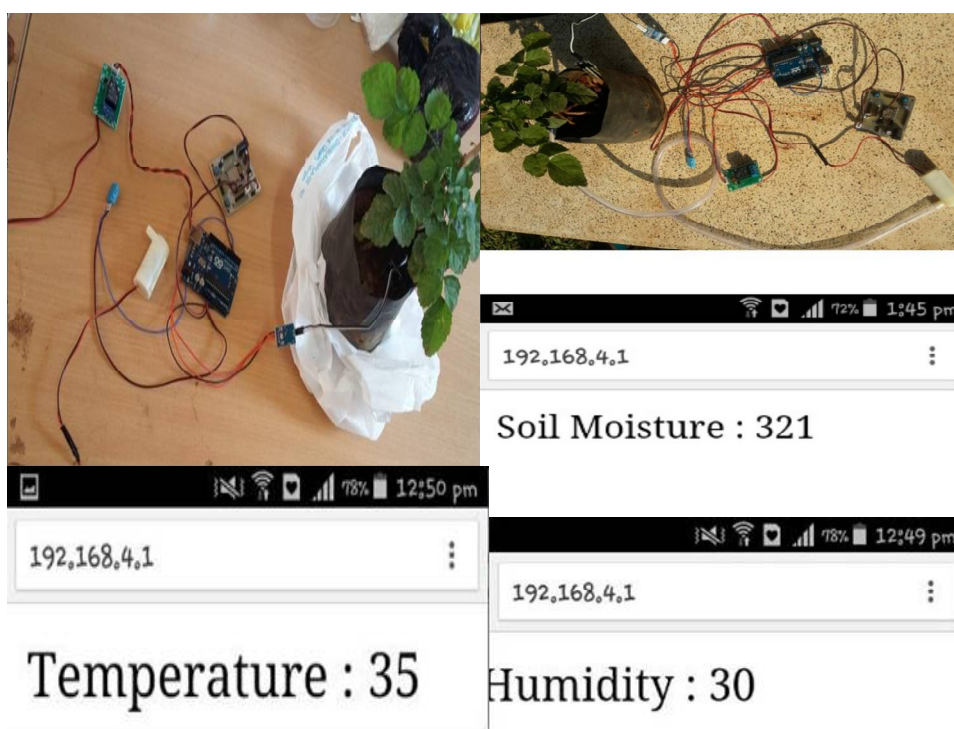 72% 1:45 pm
192.168.4.1
Soil Moisture : 321
78% 12:50 pm
192.168.4.1
Temperature : 35
78% 12:49 pm
192.168.4.1
Humidity : 30